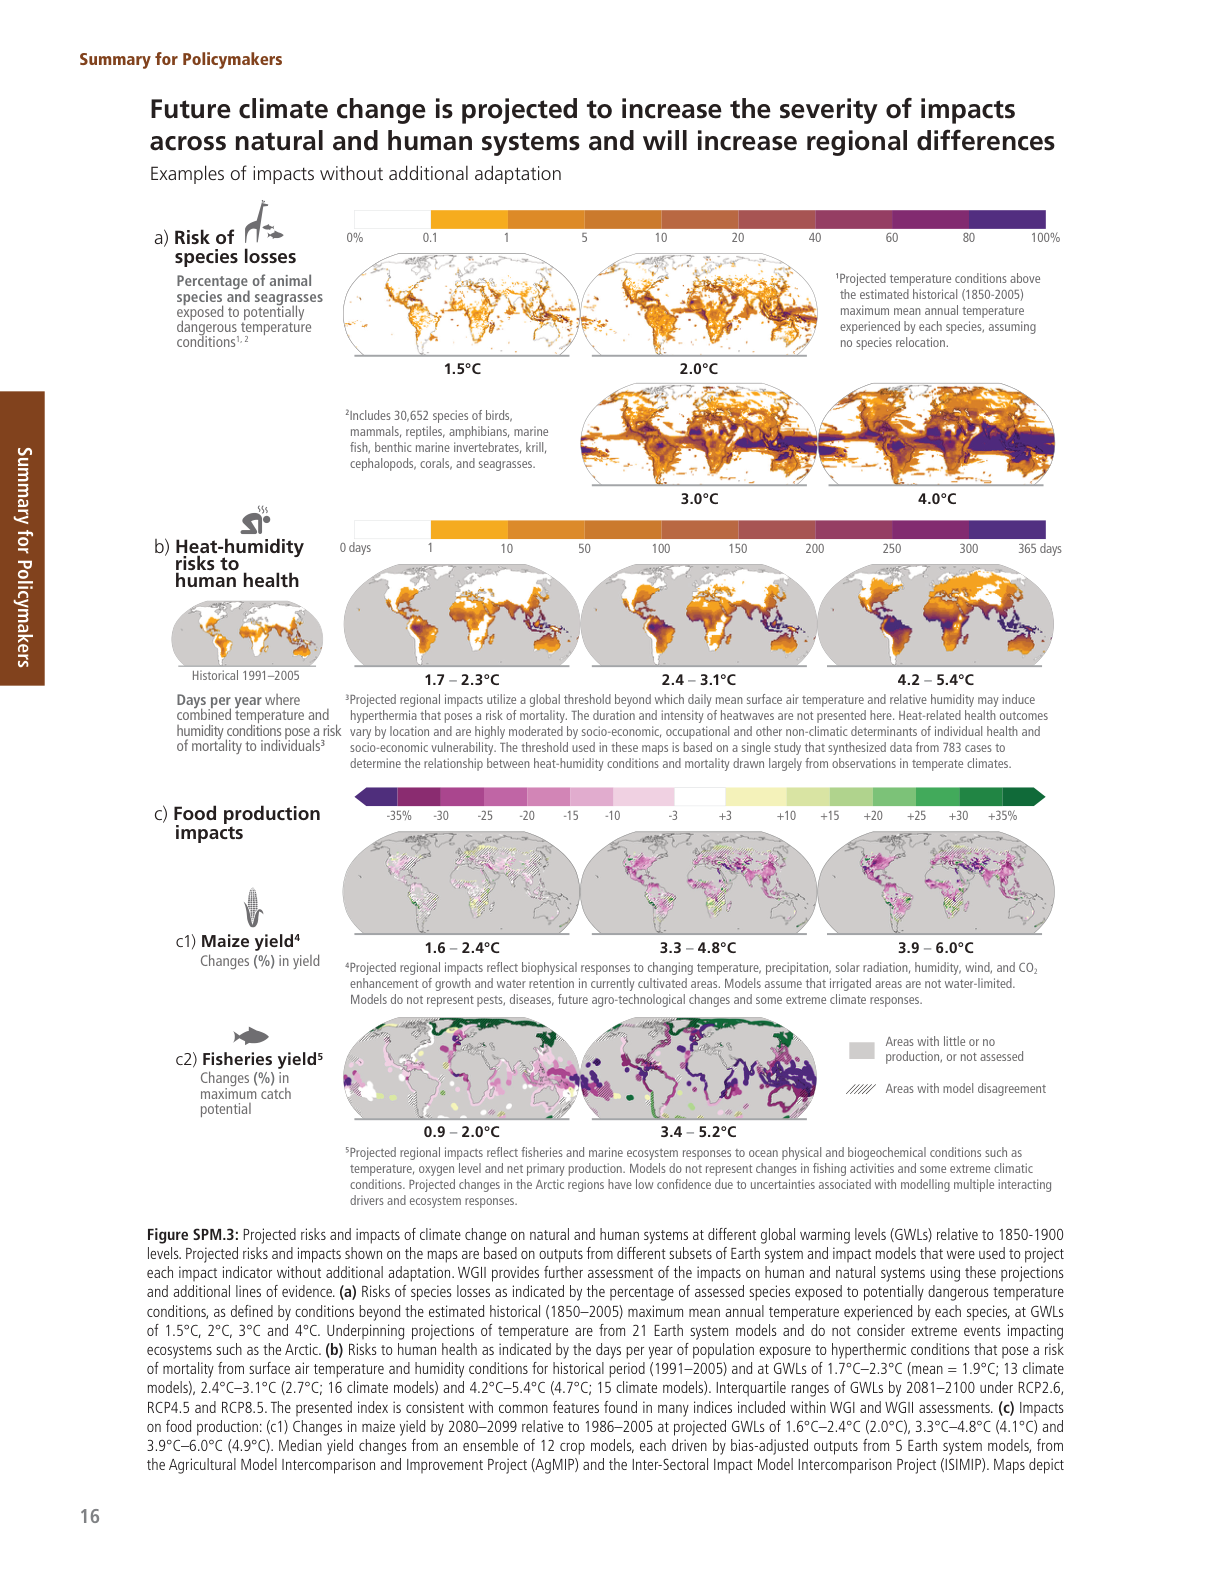 Summary for Policymakers
Future climate change is projected to increase the severity of impacts
across natural and human systems and will increase regional differences
Examples of impacts without additional adaptation
a) Risk of
species losses
Percentage of animal
species and seagrasses
exposed to potentially
dangerous temperature
conditions1, 2
0% 0.1 1 5 10 20 40 60 80 100%
1.5°C
2.0°C
¹Projected temperature conditions above
the estimated historical (1850-2005)
maximum mean annual temperature
experienced by each species, assuming
no species relocation.
²Includes 30,652 species of birds,
mammals, reptiles, amphibians, marine
fish, benthic marine invertebrates, krill,
cephalopods, corals, and seagrasses.
3.0°C
4.0°C
Summary for Policymakers
b) Heat-humidity
risks to
human health
0 days 1 10 50 100 150 200 250 300 365 days
Historical 1991–2005
1.7 – 2.3°C
2.4 – 3.1°C
4.2 – 5.4°C
Days per year where
combined temperature and
humidity conditions pose a risk
of mortality to individuals³
³Projected regional impacts utilize a global threshold beyond which daily mean surface air temperature and relative humidity may induce
hyperthermia that poses a risk of mortality. The duration and intensity of heatwaves are not presented here. Heat-related health outcomes
vary by location and are highly moderated by socio-economic, occupational and other non-climatic determinants of individual health and
socio-economic vulnerability. The threshold used in these maps is based on a single study that synthesized data from 783 cases to
determine the relationship between heat-humidity conditions and mortality drawn largely from observations in temperate climates.
c) Food production
impacts
-35% -30 -25 -20 -15 -10 -3 +3 +10 +15 +20 +25 +30 +35%
c1) Maize yield⁴
Changes (%) in yield
1.6 – 2.4°C
3.3 – 4.8°C
3.9 – 6.0°C
⁴Projected regional impacts reflect biophysical responses to changing temperature, precipitation, solar radiation, humidity, wind, and CO₂
enhancement of growth and water retention in currently cultivated areas. Models assume that irrigated areas are not water-limited.
Models do not represent pests, diseases, future agro-technological changes and some extreme climate responses.
c2) Fisheries yield⁵
Changes (%) in
maximum catch
potential
0.9 – 2.0°C
3.4 – 5.2°C
Areas with little or no
production, or not assessed
Areas with model disagreement
⁵Projected regional impacts reflect fisheries and marine ecosystem responses to ocean physical and biogeochemical conditions such as
temperature, oxygen level and net primary production. Models do not represent changes in fishing activities and some extreme climatic
conditions. Projected changes in the Arctic regions have low confidence due to uncertainties associated with modelling multiple interacting
drivers and ecosystem responses.
Figure SPM.3: Projected risks and impacts of climate change on natural and human systems at different global warming levels (GWLs) relative to 1850-1900
levels. Projected risks and impacts shown on the maps are based on outputs from different subsets of Earth system and impact models that were used to project
each impact indicator without additional adaptation. WGII provides further assessment of the impacts on human and natural systems using these projections
and additional lines of evidence. (a) Risks of species losses as indicated by the percentage of assessed species exposed to potentially dangerous temperature
conditions, as defined by conditions beyond the estimated historical (1850–2005) maximum mean annual temperature experienced by each species, at GWLs
of 1.5°C, 2°C, 3°C and 4°C. Underpinning projections of temperature are from 21 Earth system models and do not consider extreme events impacting
ecosystems such as the Arctic. (b) Risks to human health as indicated by the days per year of population exposure to hyperthermic conditions that pose a risk
of mortality from surface air temperature and humidity conditions for historical period (1991–2005) and at GWLs of 1.7°C–2.3°C (mean = 1.9°C; 13 climate
models), 2.4°C–3.1°C (2.7°C; 16 climate models) and 4.2°C–5.4°C (4.7°C; 15 climate models). Interquartile ranges of GWLs by 2081–2100 under RCP2.6,
RCP4.5 and RCP8.5. The presented index is consistent with common features found in many indices included within WGI and WGII assessments. (c) Impacts
on food production: (c1) Changes in maize yield by 2080–2099 relative to 1986–2005 at projected GWLs of 1.6°C–2.4°C (2.0°C), 3.3°C–4.8°C (4.1°C) and
3.9°C–6.0°C (4.9°C). Median yield changes from an ensemble of 12 crop models, each driven by bias-adjusted outputs from 5 Earth system models, from
the Agricultural Model Intercomparison and Improvement Project (AgMIP) and the Inter-Sectoral Impact Model Intercomparison Project (ISIMIP). Maps depict
16